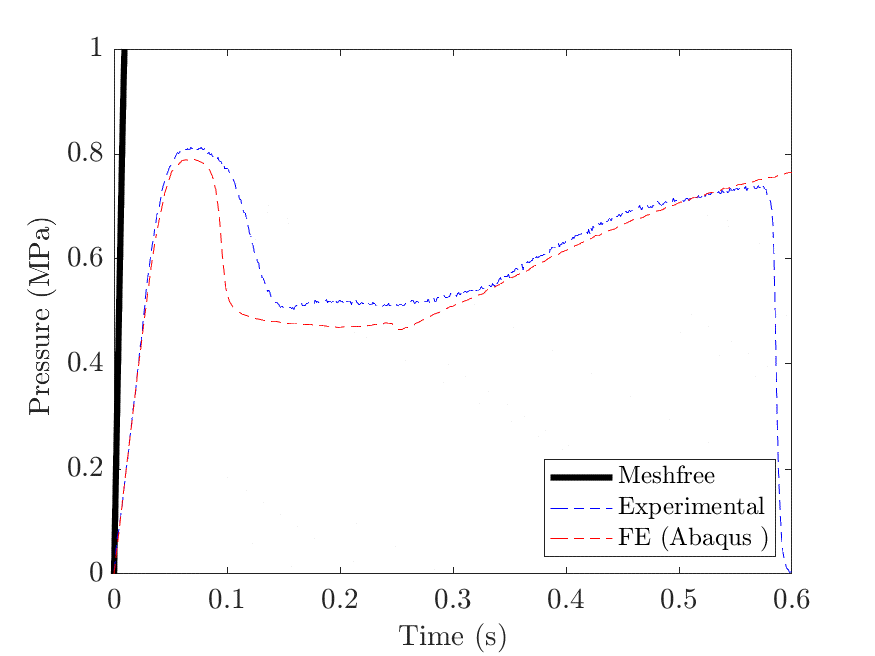 1
0.8
0.6
0.4
0.2
0
Pressure (MPa)
Meshfree
Experimental
FE (Abaqus )
0 0.1 0.2 0.3 0.4 0.5 0.6
Time (s)